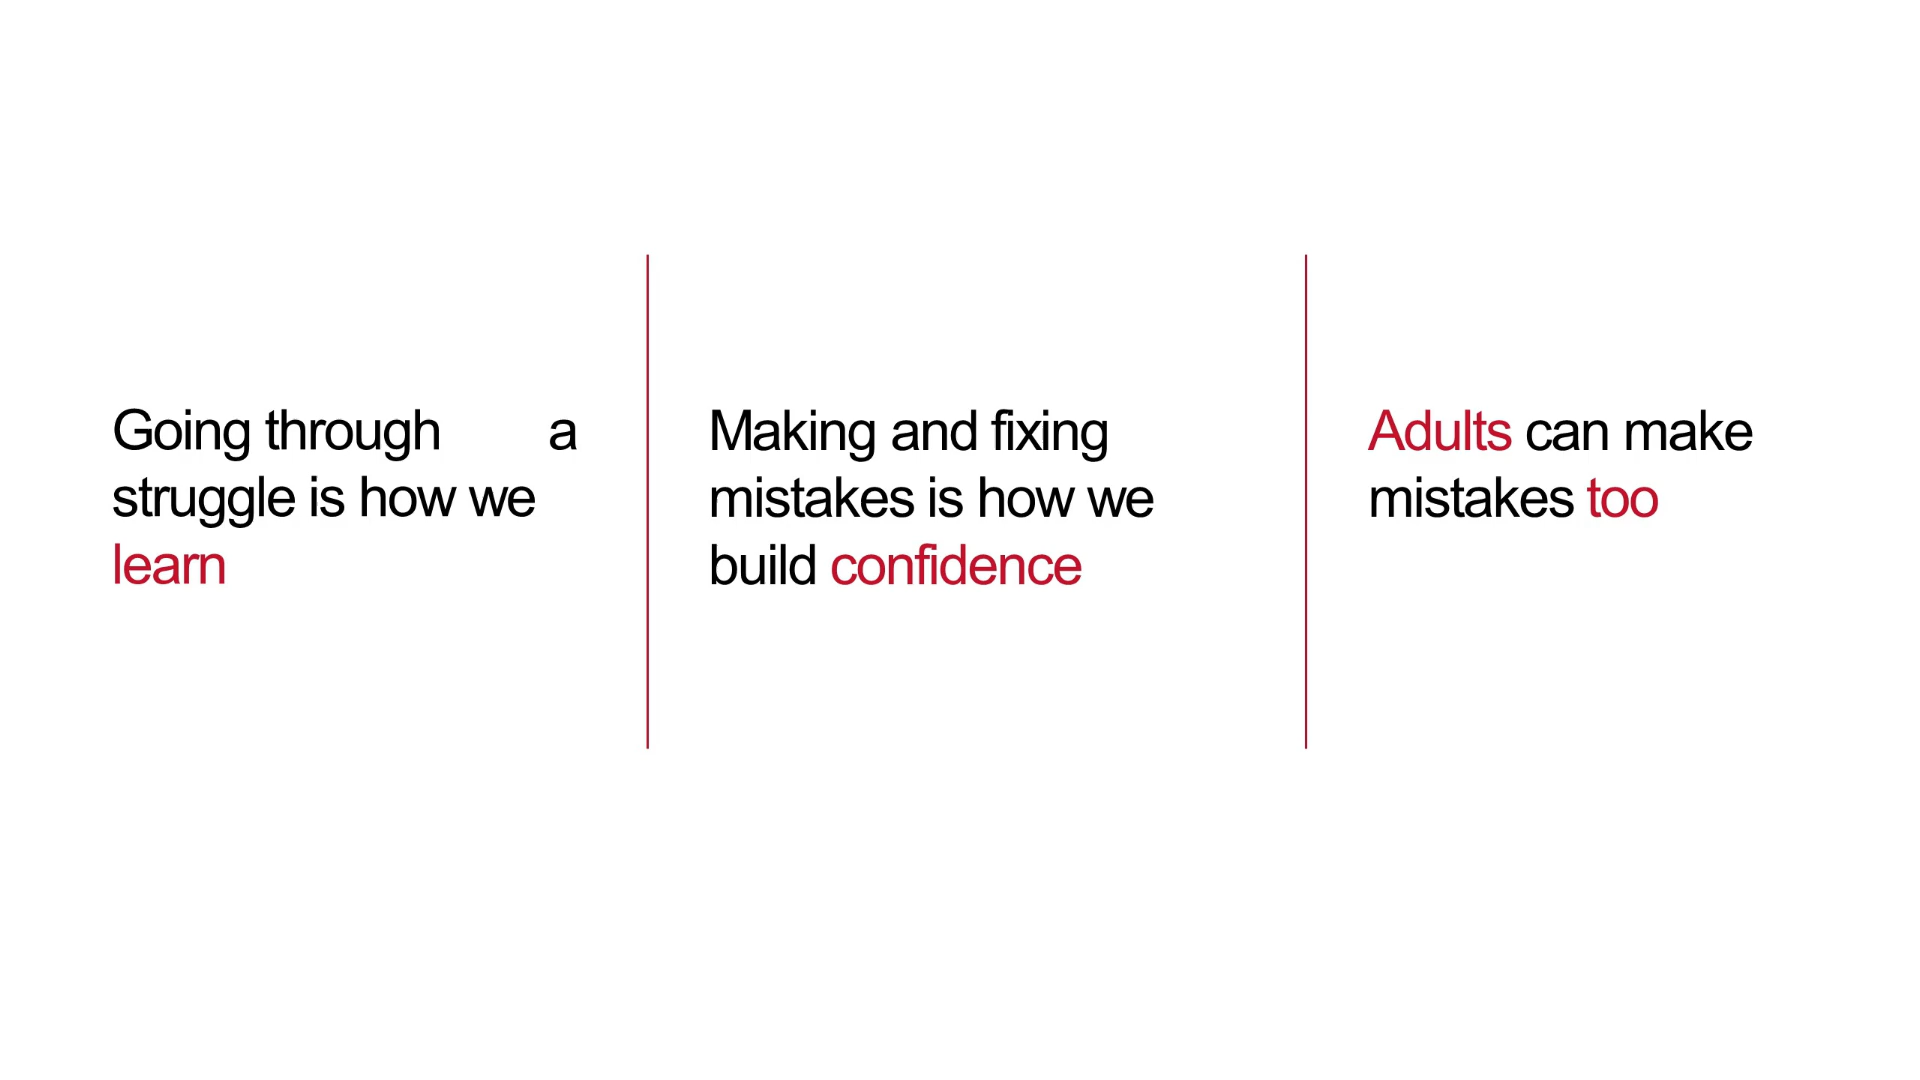 Going through a
struggle is how we
learn
Making and fixing
mistakes is how we
build confidence
Adults can make
mistakes too